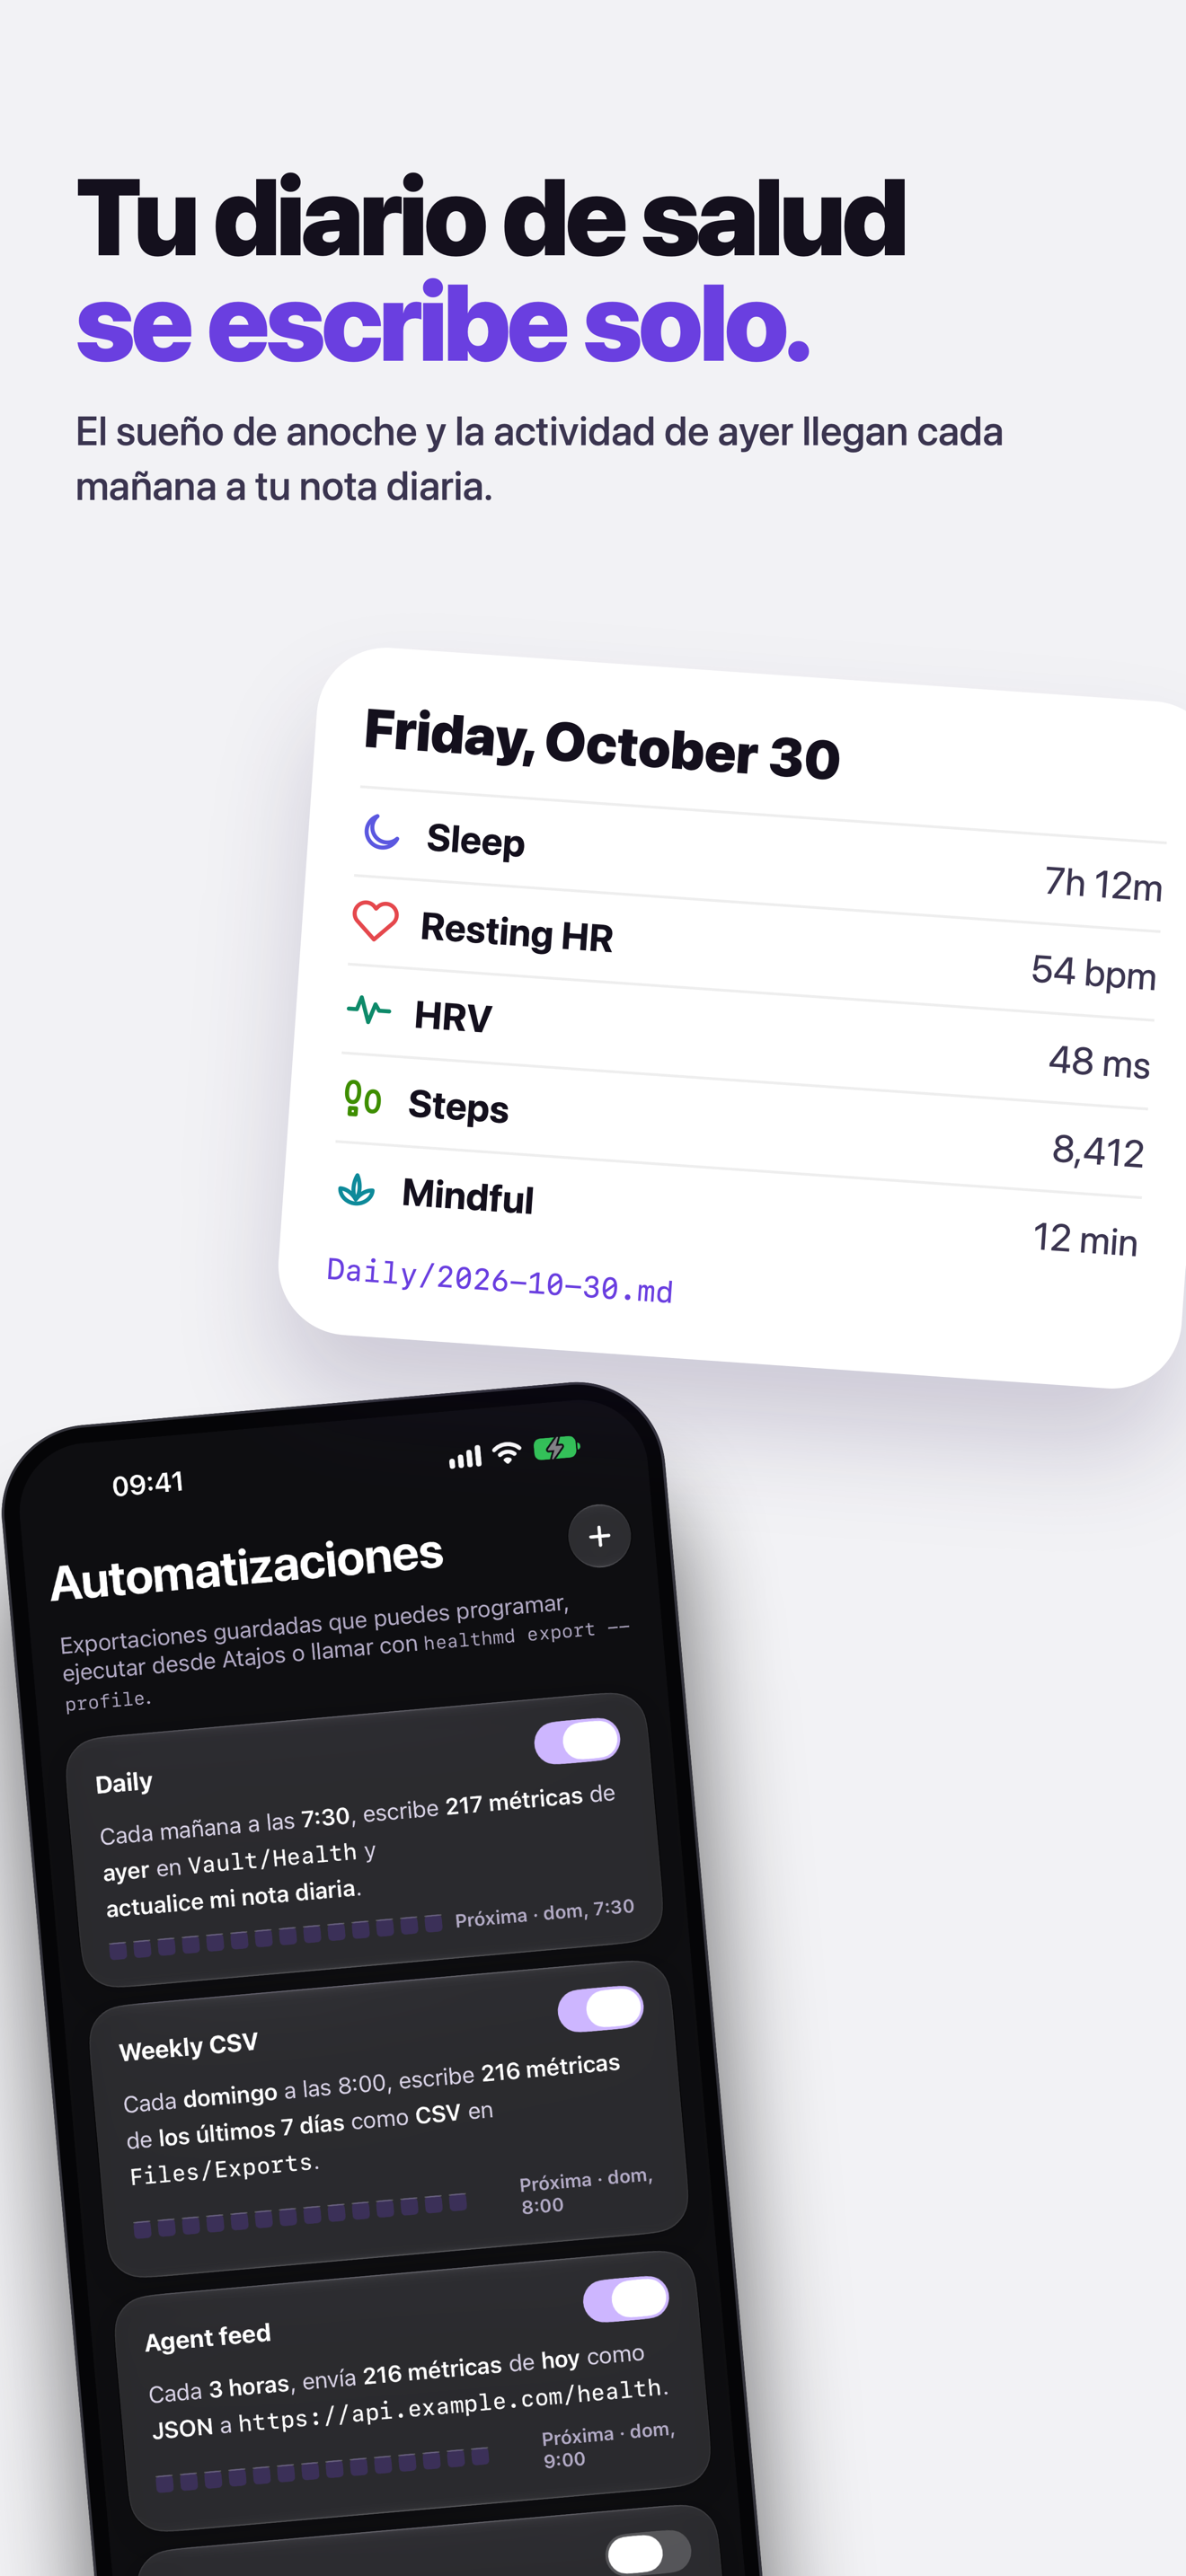 Tu diario de salud
se escribe solo.
El sueño de anoche y la actividad de ayer llegan cada
mañana a tu nota diaria.
Friday, October 30
Sleep 7h 12m
Resting HR 54 bpm
HRV 48 ms
Steps 8,412
Mindful 12 min
Daily/2026-10-30.md
09:41
Automatizaciones
Exportaciones guardadas que puedes programar,
ejecutar desde Atajos o llamar con healthmd export --
profile.
Daily
Cada mañana a las 7:30, escribe 217 métricas de
ayer en Vault/Health y
actualice mi nota diaria.
Próxima · dom, 7:30
Weekly CSV
Cada domingo a las 8:00, escribe 216 métricas
de los últimos 7 días como CSV en
Files/Exports.
Próxima · dom,
8:00
Agent feed
Cada 3 horas, envía 216 métricas de hoy como
JSON a https://api.example.com/health.
Próxima · dom,
9:00